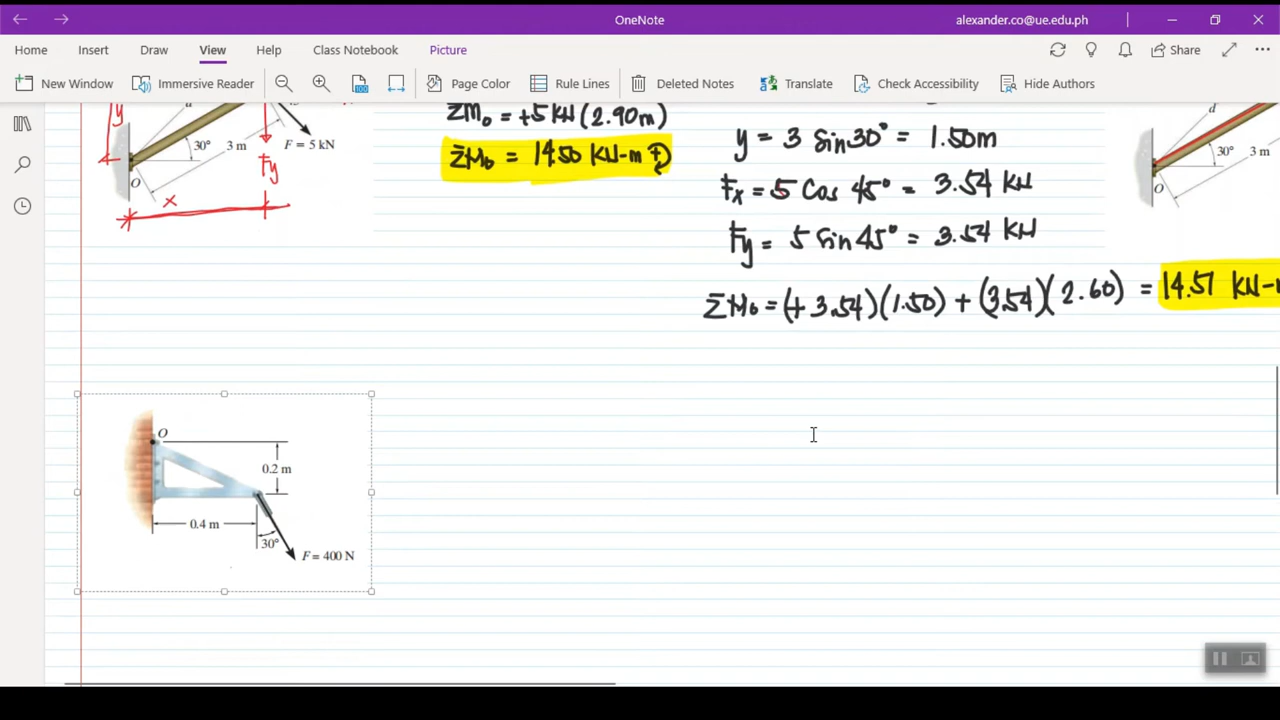 OneNote
alexander.co@ue.edu.ph
Home Insert Draw View Help Class Notebook Picture Share
New Window Immersive Reader Page Color Rule Lines Deleted Notes Translate Check Accessibility Hide Authors
y
30° 3 m F = 5 kN
O
Fy
x
ΣMo = +5 kN (2.90m)
ΣMo = 14.50 KN-m
y = 3 Sin30° = 1.50m
Fx = 5 Cos 45° = 3.54 KN
Fy = 5 Sin 45° = 3.54 KN
ΣMo = (+3.54)(1.50) + (3.54)(2.60) = 14.51 KN-m
d
30° 3 m
O
O
0.2 m
0.4 m
30°
F = 400 N